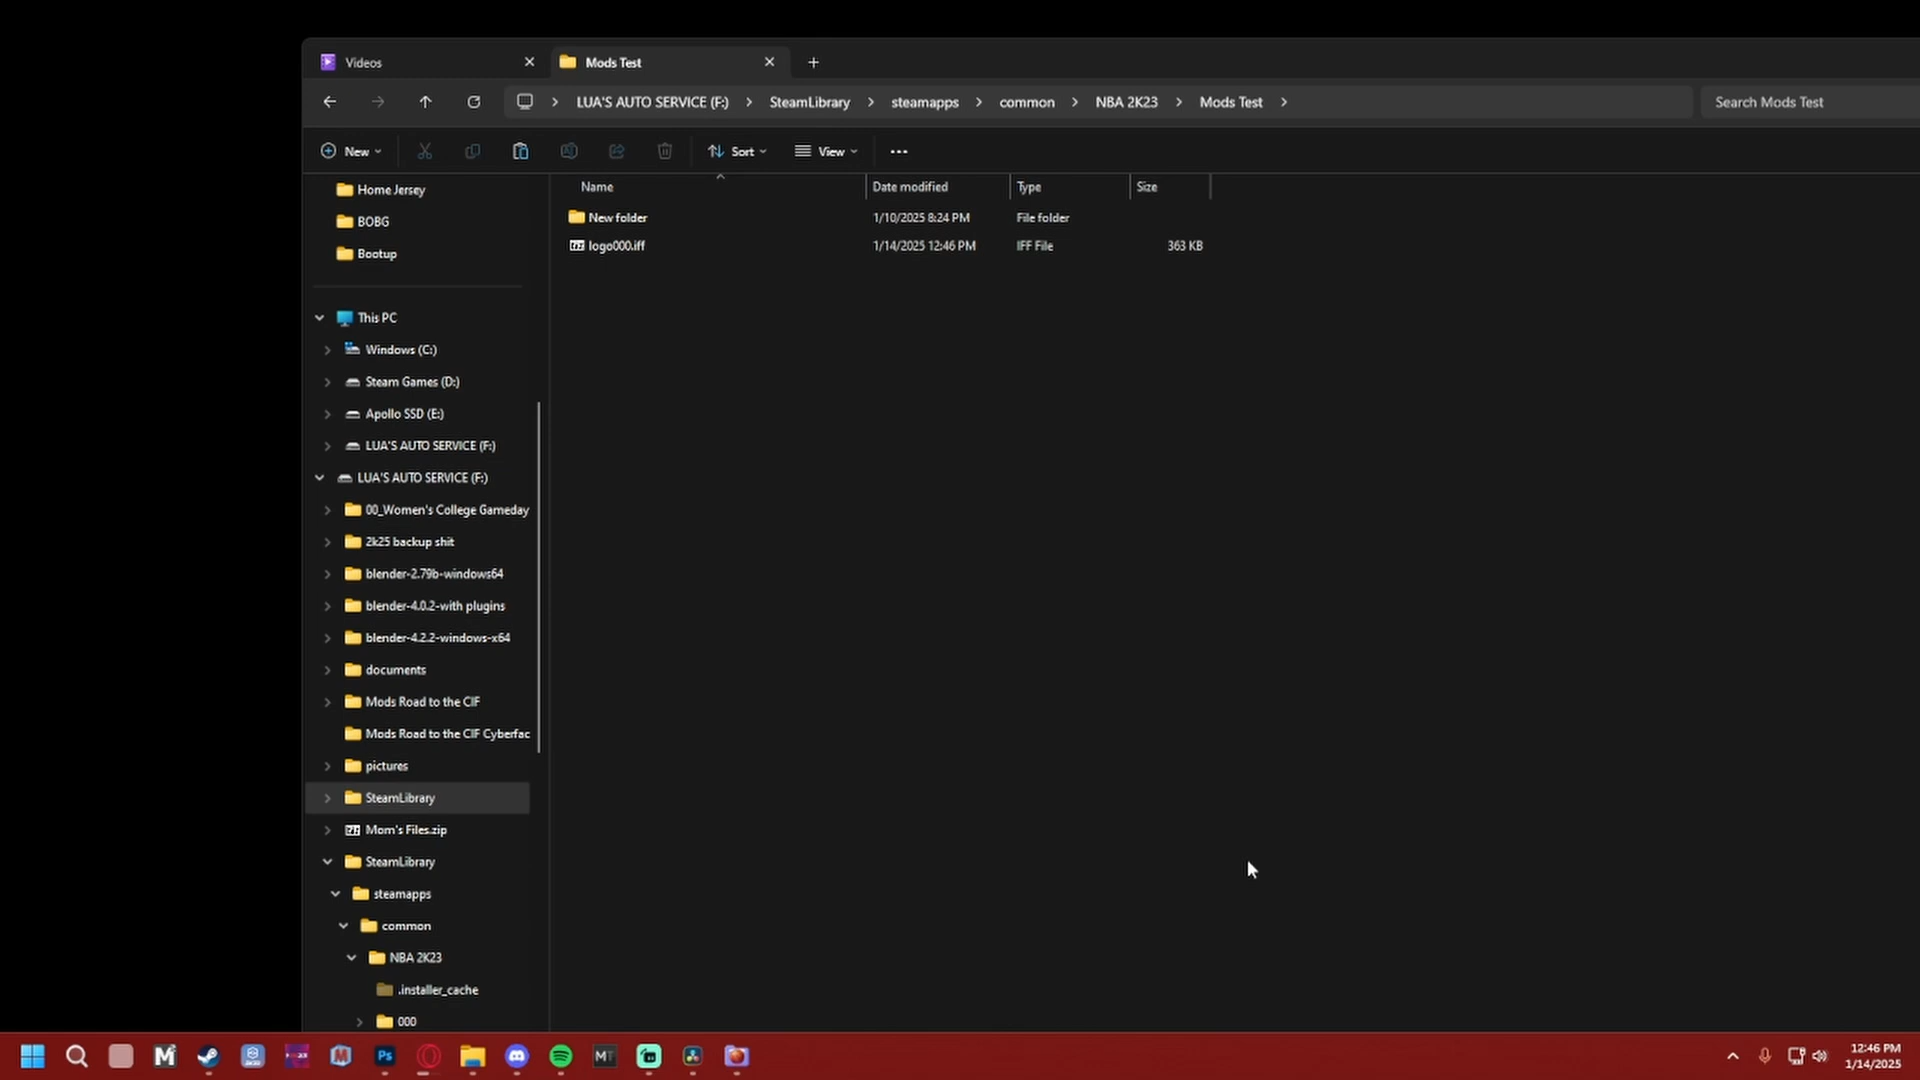 Videos
Mods Test
LUA'S AUTO SERVICE (F:) > SteamLibrary > steamapps > common > NBA 2K23 > Mods Test >
Search Mods Test
New
Sort
View
Name
Date modified
Type
Size
New folder
1/10/2025 8:24 PM
File folder
logo000.iff
1/14/2025 12:46 PM
IFF File
363 KB
Home Jersey
BOBG
Bootup
This PC
Windows (C:)
Steam Games (D:)
Apollo SSD (E:)
LUA'S AUTO SERVICE (F:)
LUA'S AUTO SERVICE (F:)
00_Women's College Gameday
2k25 backup shit
blender-2.79b-windows64
blender-4.0.2-with plugins
blender-4.2.2-windows-x64
documents
Mods Road to the CIF
Mods Road to the CIF Cyberfac
pictures
SteamLibrary
Mom's Files.zip
SteamLibrary
steamapps
common
NBA 2K23
.installer_cache
000
Ps
MT
12:46 PM
1/14/2025